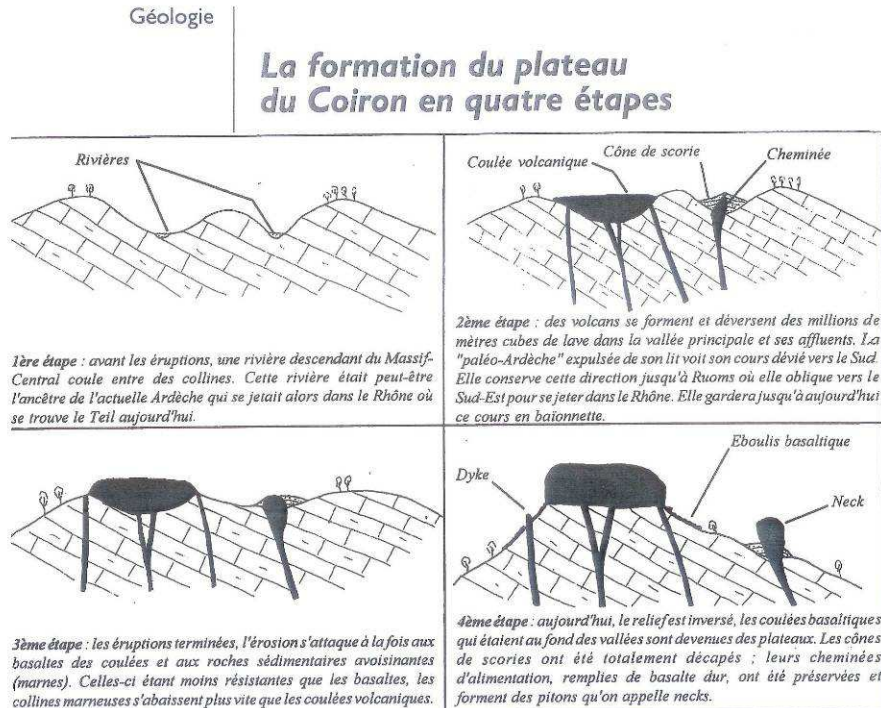 Géologie
La formation du plateau
du Coiron en quatre étapes
Rivières
1ère étape : avant les éruptions, une rivière descendant du Massif-
Central coule entre des collines. Cette rivière était peut-être
l'ancêtre de l'actuelle Ardèche qui se jetait alors dans le Rhône où
se trouve le Teil aujourd'hui.
Coulée volcanique
Cône de scorie
Cheminée
2ème étape : des volcans se forment et déversent des millions de
mètres cubes de lave dans la vallée principale et ses affluents. La
"paléo-Ardèche" expulsée de son lit voit son cours dévié vers le Sud.
Elle conserve cette direction jusqu'à Ruoms où elle oblique vers le
Sud-Est pour se jeter dans le Rhône. Elle gardera jusqu'à aujourd'hui
ce cours en baïonnette.
3ème étape : les éruptions terminées, l'érosion s'attaque à la fois aux
basaltes des coulées et aux roches sédimentaires avoisinantes
(marnes). Celles-ci étant moins résistantes que les basaltes, les
collines marneuses s'abaissent plus vite que les coulées volcaniques.
Dyke
Eboulis basaltique
Neck
4ème étape : aujourd'hui, le relief est inversé, les coulées basaltiques
qui étaient au fond des vallées sont devenues des plateaux. Les cônes
de scories ont été totalement décapés ; leurs cheminées
d'alimentation, remplies de basalte dur, ont été préservées et
forment des pitons qu'on appelle necks.